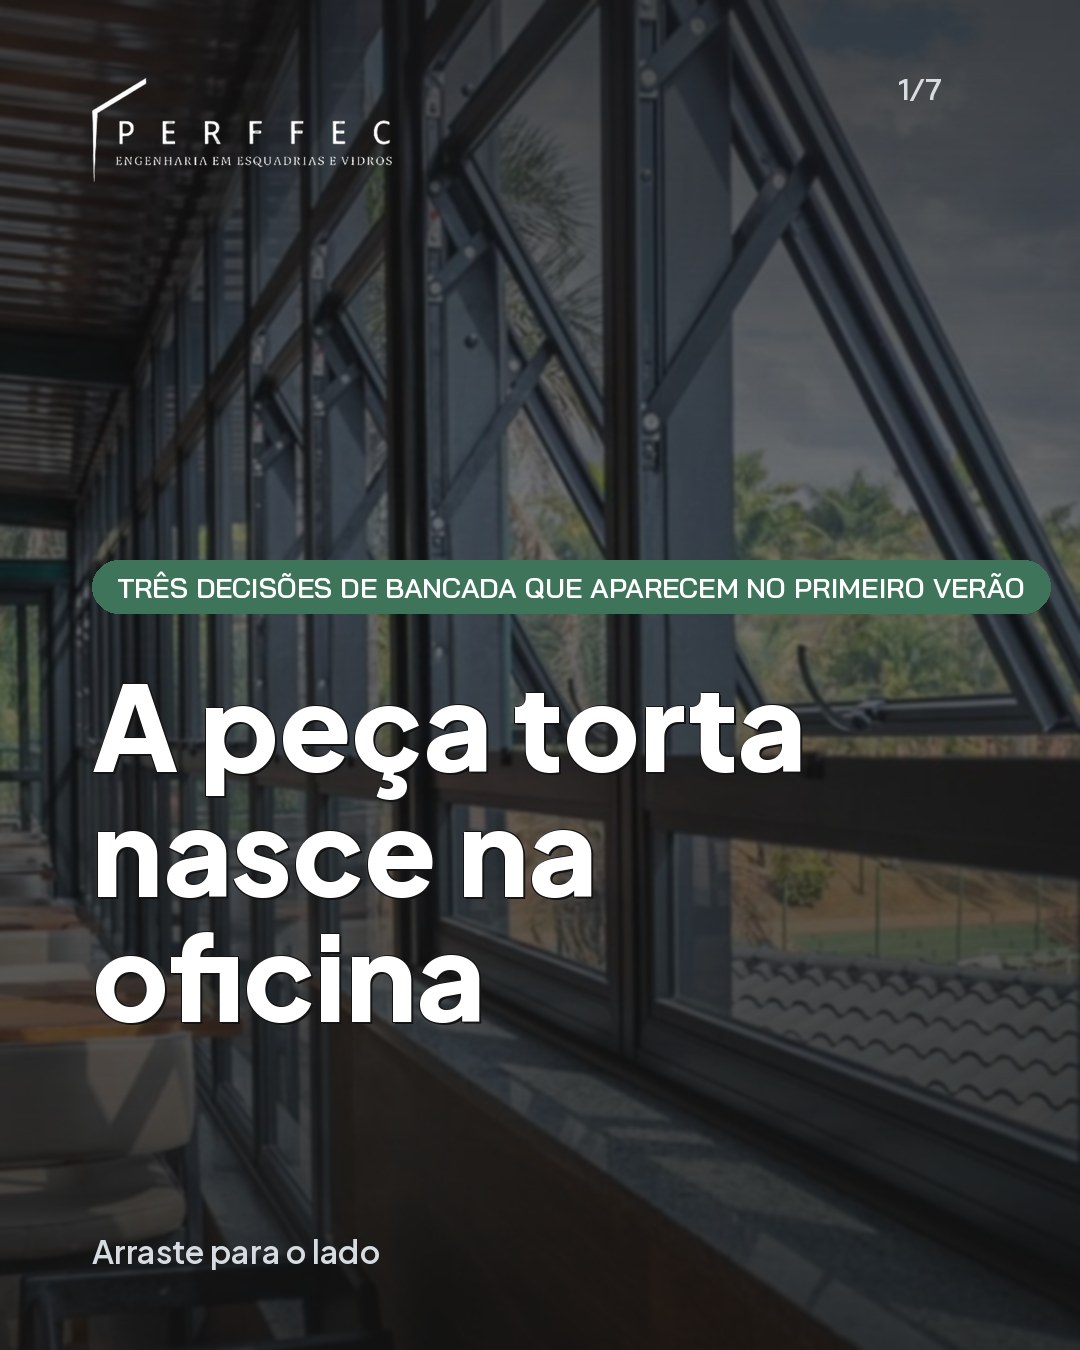 PERFFEC
ENGENHARIA EM ESQUADRIAS E VIDROS
1/7
TRÊS DECISÕES DE BANCADA QUE APARECEM NO PRIMEIRO VERÃO
A peça torta
nasce na
oficina
Arraste para o lado